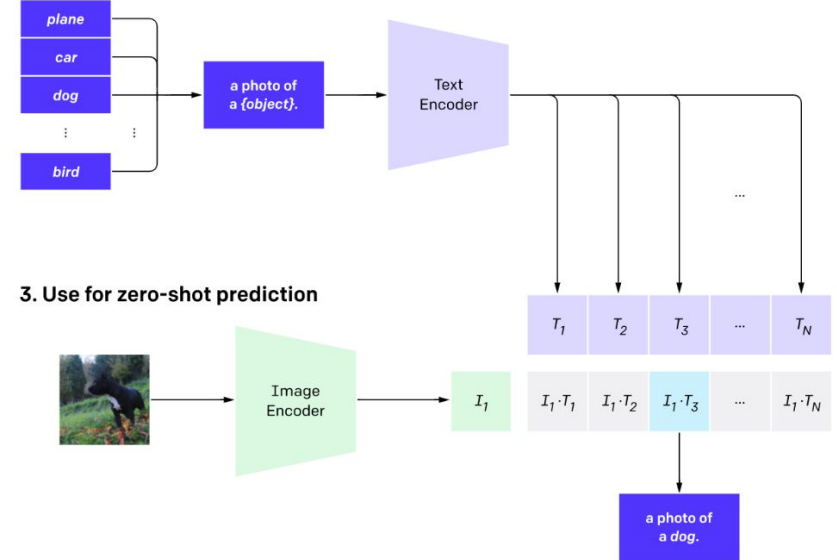 plane
car
dog
⋮ ⋮
bird
a photo of
a {object}.
Text
Encoder
...
3. Use for zero-shot prediction
T1 T2 T3 ... TN
Image
Encoder
I1
I1·T1 I1·T2 I1·T3 ... I1·TN
a photo of
a dog.